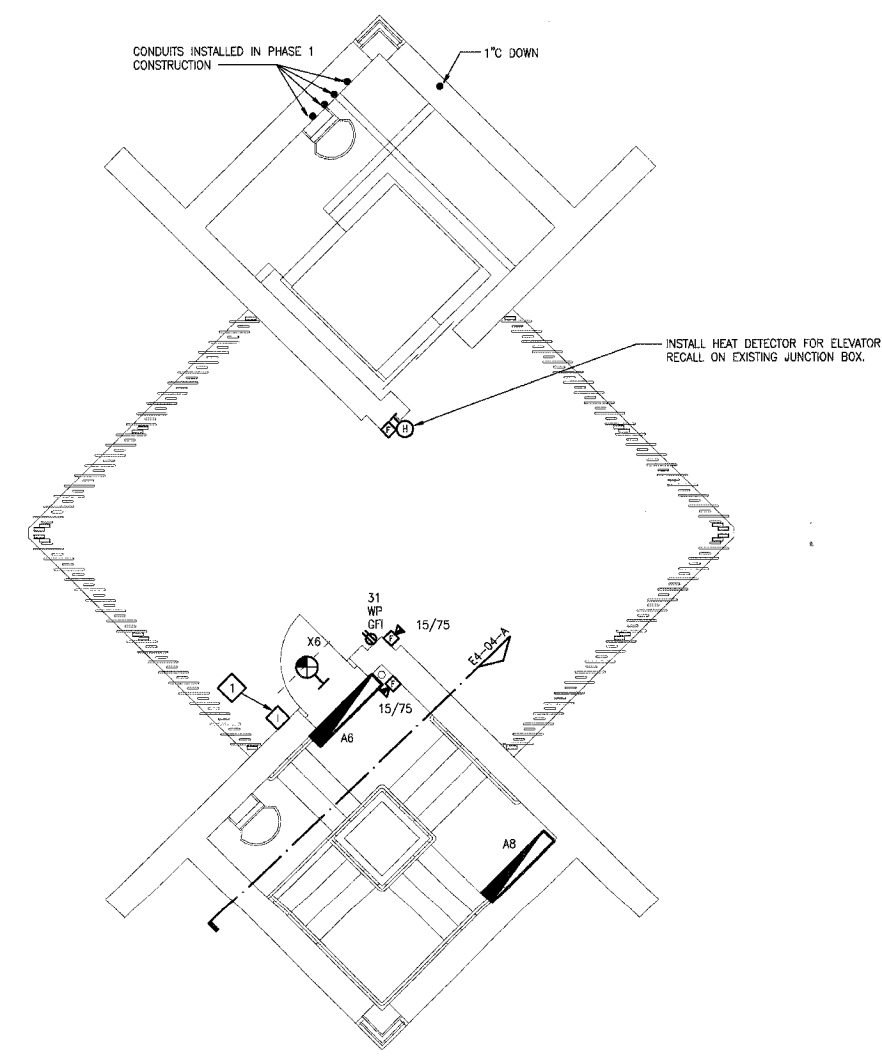 CONDUITS INSTALLED IN PHASE 1
CONSTRUCTION
1"C DOWN
INSTALL HEAT DETECTOR FOR ELEVATOR
RECALL ON EXISTING JUNCTION BOX.
F
H
31
WP
GFI
F
15/75
X6
E4-04-A
1
F
15/75
I
A6
A8